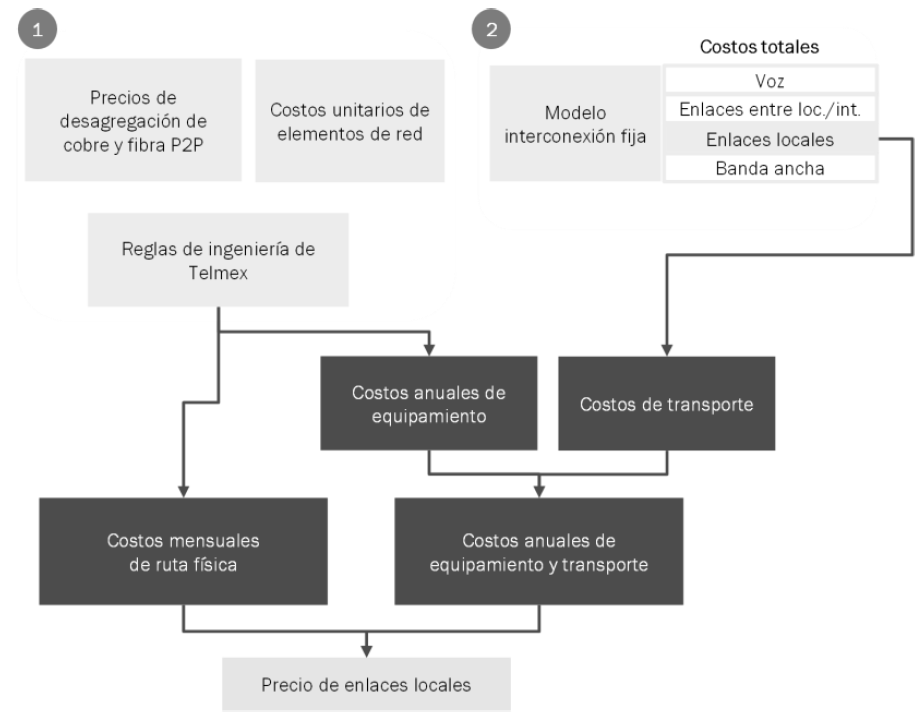 1
Precios de
desagregación de
cobre y fibra P2P
Costos unitarios de
elementos de red
Reglas de ingeniería de
Telmex
2
Costos totales
Modelo
interconexión fija
Voz
Enlaces entre loc./int.
Enlaces locales
Banda ancha
Costos anuales de
equipamiento
Costos de transporte
Costos mensuales
de ruta física
Costos anuales de
equipamiento y transporte
Precio de enlaces locales